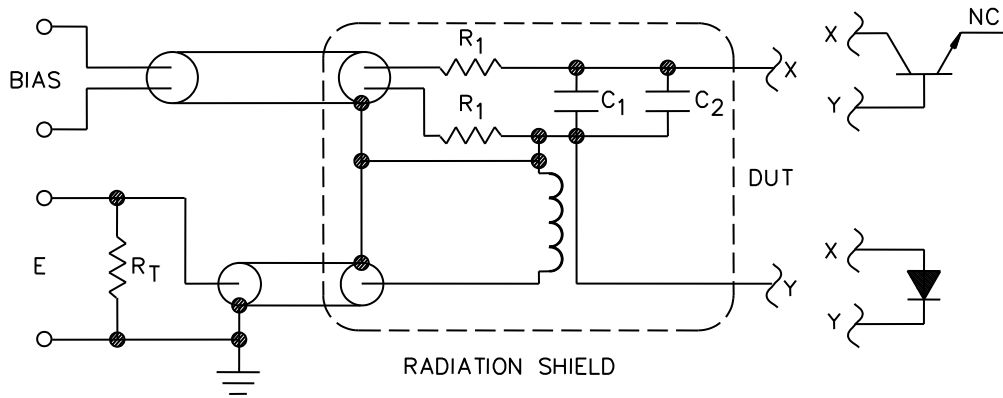 BIAS
R1
R1
C1
C2
X
X
NC
Y
DUT
E
RT
Y
X
Y
RADIATION SHIELD